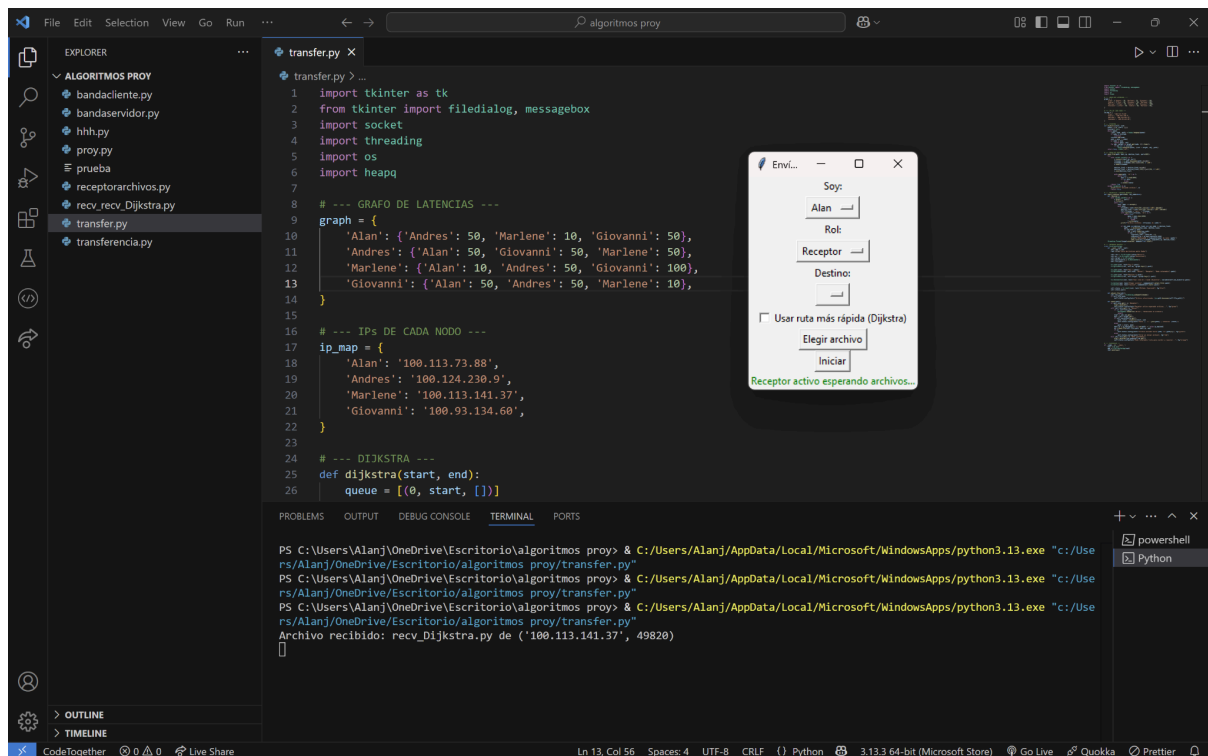 File Edit Selection View Go Run ... algoritmos proy
EXPLORER ...
ALGORITMOS PROY
bandacliente.py
bandaservidor.py
hhh.py
proy.py
prueba
receptorarchivos.py
recv_recv_Dijkstra.py
transfer.py
transferencia.py
OUTLINE
TIMELINE
transfer.py
transfer.py > ...
1 import tkinter as tk
2 from tkinter import filedialog, messagebox
3 import socket
4 import threading
5 import os
6 import heapq
7
8 # --- GRAFO DE LATENCIAS ---
9 graph = {
10 'Alan': {'Andres': 50, 'Marlene': 10, 'Giovanni': 50},
11 'Andres': {'Alan': 50, 'Giovanni': 50, 'Marlene': 50},
12 'Marlene': {'Alan': 10, 'Andres': 50, 'Giovanni': 100},
13 'Giovanni': {'Alan': 50, 'Andres': 50, 'Marlene': 10},
14 }
15
16 # --- IPs DE CADA NODO ---
17 ip_map = {
18 'Alan': '100.113.73.88',
19 'Andres': '100.124.230.9',
20 'Marlene': '100.113.141.37',
21 'Giovanni': '100.93.134.60',
22 }
23
24 # --- DIJKSTRA ---
25 def dijkstra(start, end):
26 queue = [(0, start, [])]
Enví...
Soy:
Alan
Rol:
Receptor
Destino:
Usar ruta más rápida (Dijkstra)
Elegir archivo
Iniciar
Receptor activo esperando archivos...
PROBLEMS OUTPUT DEBUG CONSOLE TERMINAL PORTS
PS C:\Users\Alanj\OneDrive\Escritorio\algoritmos proy> & C:/Users/Alanj/AppData/Local/Microsoft/WindowsApps/python3.13.exe "c:/Use
rs/Alanj/OneDrive/Escritorio/algoritmos proy/transfer.py"
PS C:\Users\Alanj\OneDrive\Escritorio\algoritmos proy> & C:/Users/Alanj/AppData/Local/Microsoft/WindowsApps/python3.13.exe "c:/Use
rs/Alanj/OneDrive/Escritorio/algoritmos proy/transfer.py"
PS C:\Users\Alanj\OneDrive\Escritorio\algoritmos proy> & C:/Users/Alanj/AppData/Local/Microsoft/WindowsApps/python3.13.exe "c:/Use
rs/Alanj/OneDrive/Escritorio/algoritmos proy/transfer.py"
Archivo recibido: recv_Dijkstra.py de ('100.113.141.37', 49820)
powershell
Python
CodeTogether 0 0 Live Share Ln 13, Col 56 Spaces: 4 UTF-8 CRLF {} Python 3.13.3 64-bit (Microsoft Store) Go Live Quokka Prettier